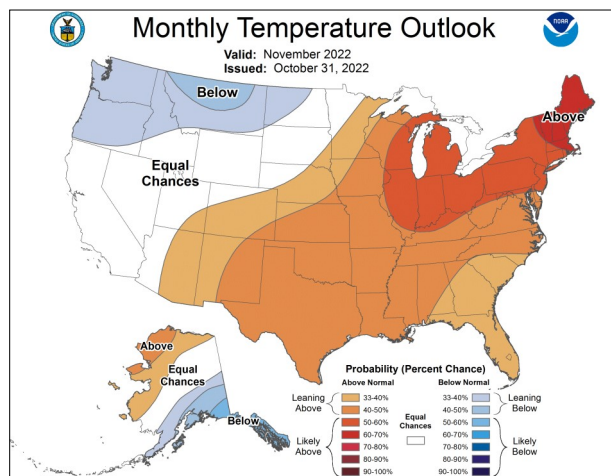 Monthly Temperature Outlook
NOAA
Valid: November 2022
Issued: October 31, 2022
Below
Above
Equal
Chances
Above
Equal
Chances
Below
Probability (Percent Chance)
Above Normal
Below Normal
Leaning
Above
33-40%
40-50%
Likely
Above
50-60%
60-70%
70-80%
80-90%
90-100%
Equal
Chances
33-40%
40-50%
Leaning
Below
50-60%
60-70%
70-80%
80-90%
90-100%
Likely
Below